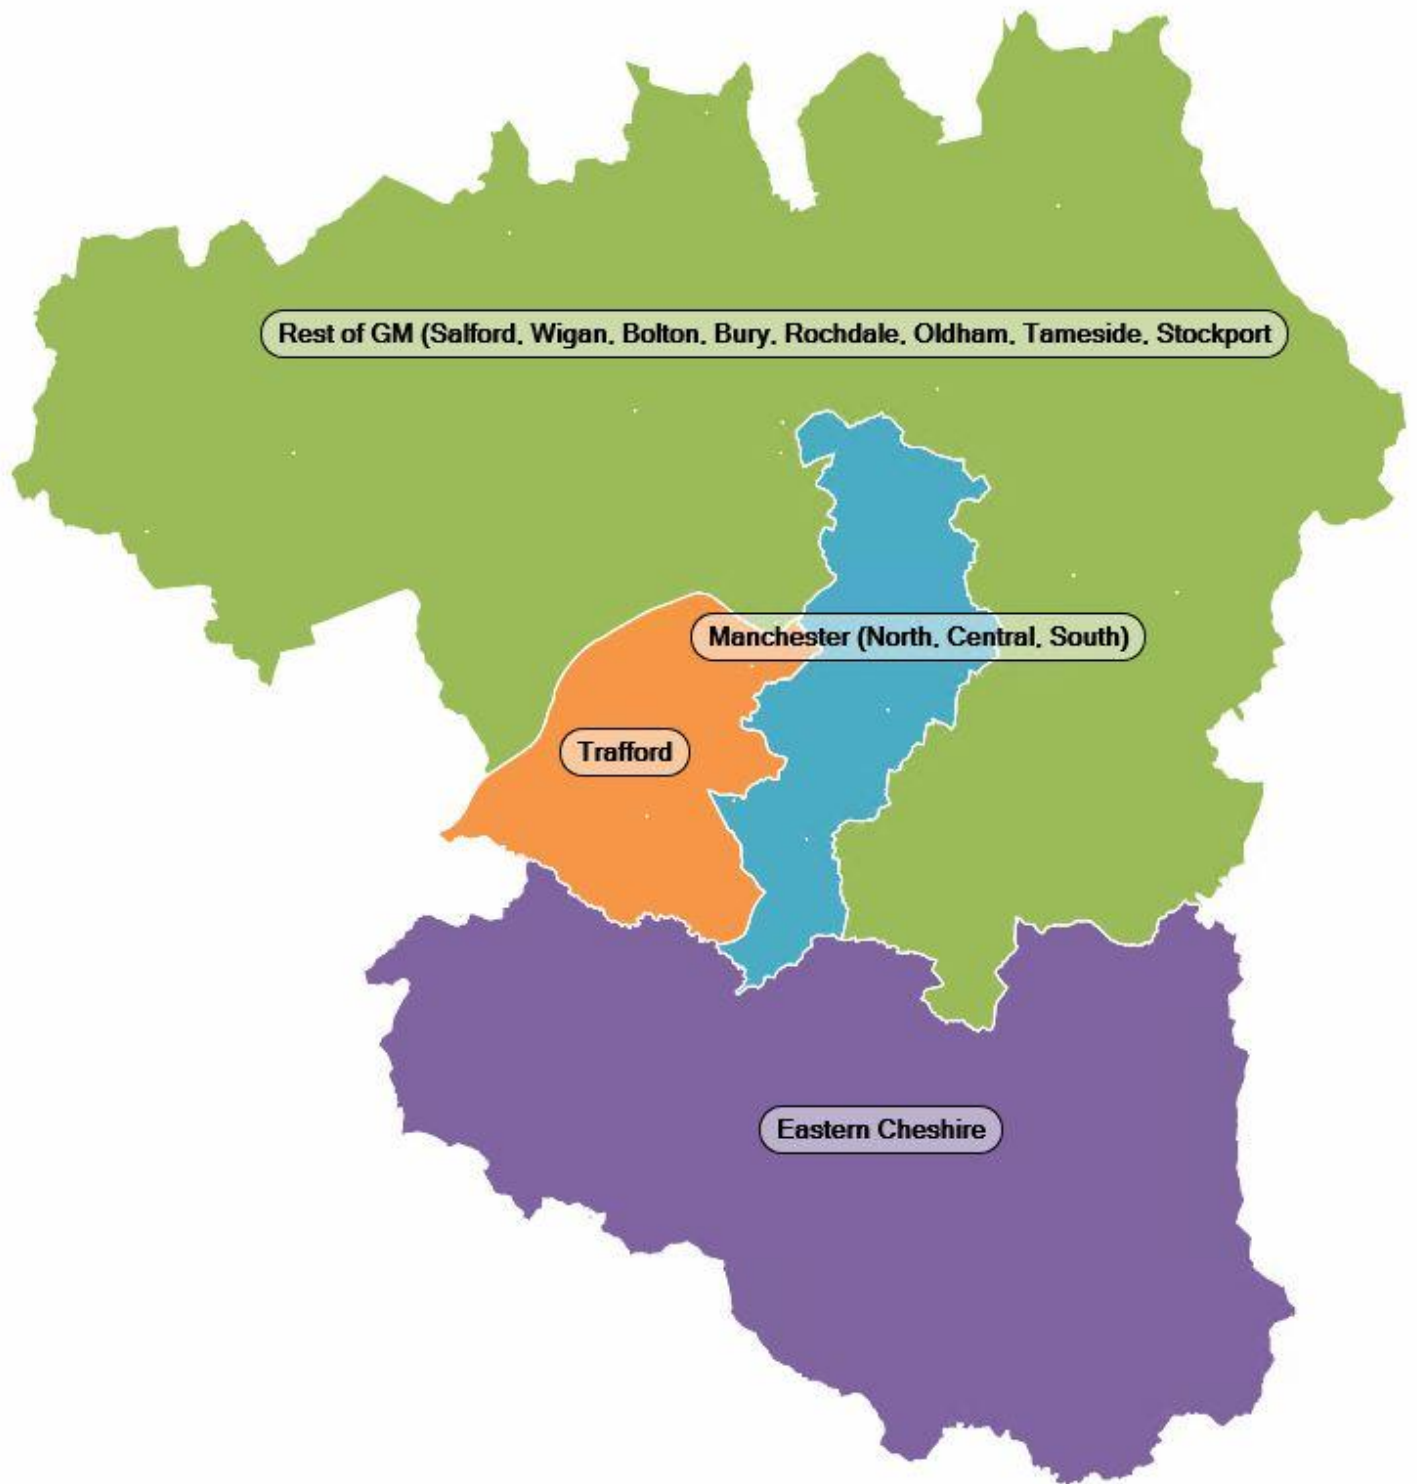 Rest of GM (Salford, Wigan, Bolton, Bury, Rochdale, Oldham, Tameside, Stockport
Manchester (North, Central, South)
Trafford
Eastern Cheshire